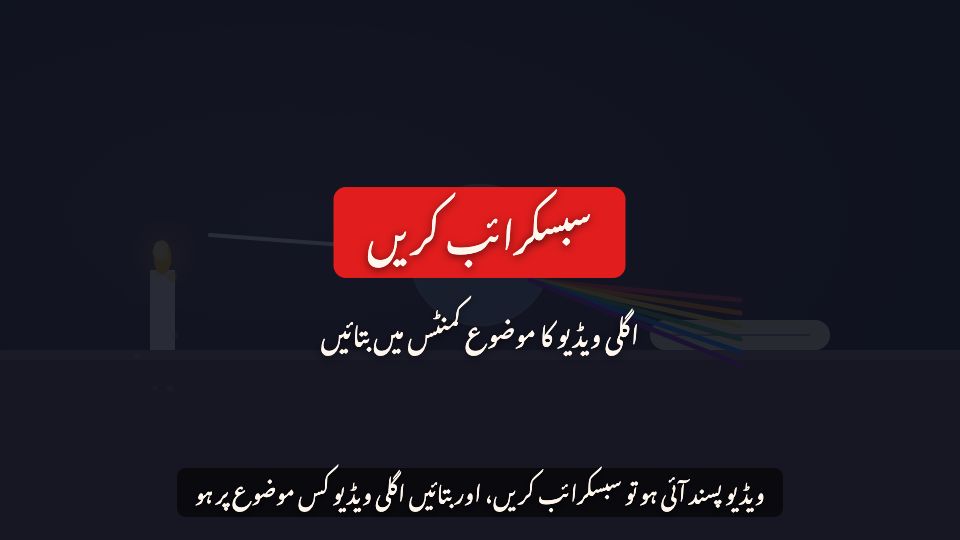 سبسکرائب کریں
اگلی ویڈیو کا موضوع کمنٹس میں بتائیں
ویڈیو پسند آئی ہو تو سبسکرائب کریں، اور بتائیں اگلی ویڈیو کس موضوع پر ہو